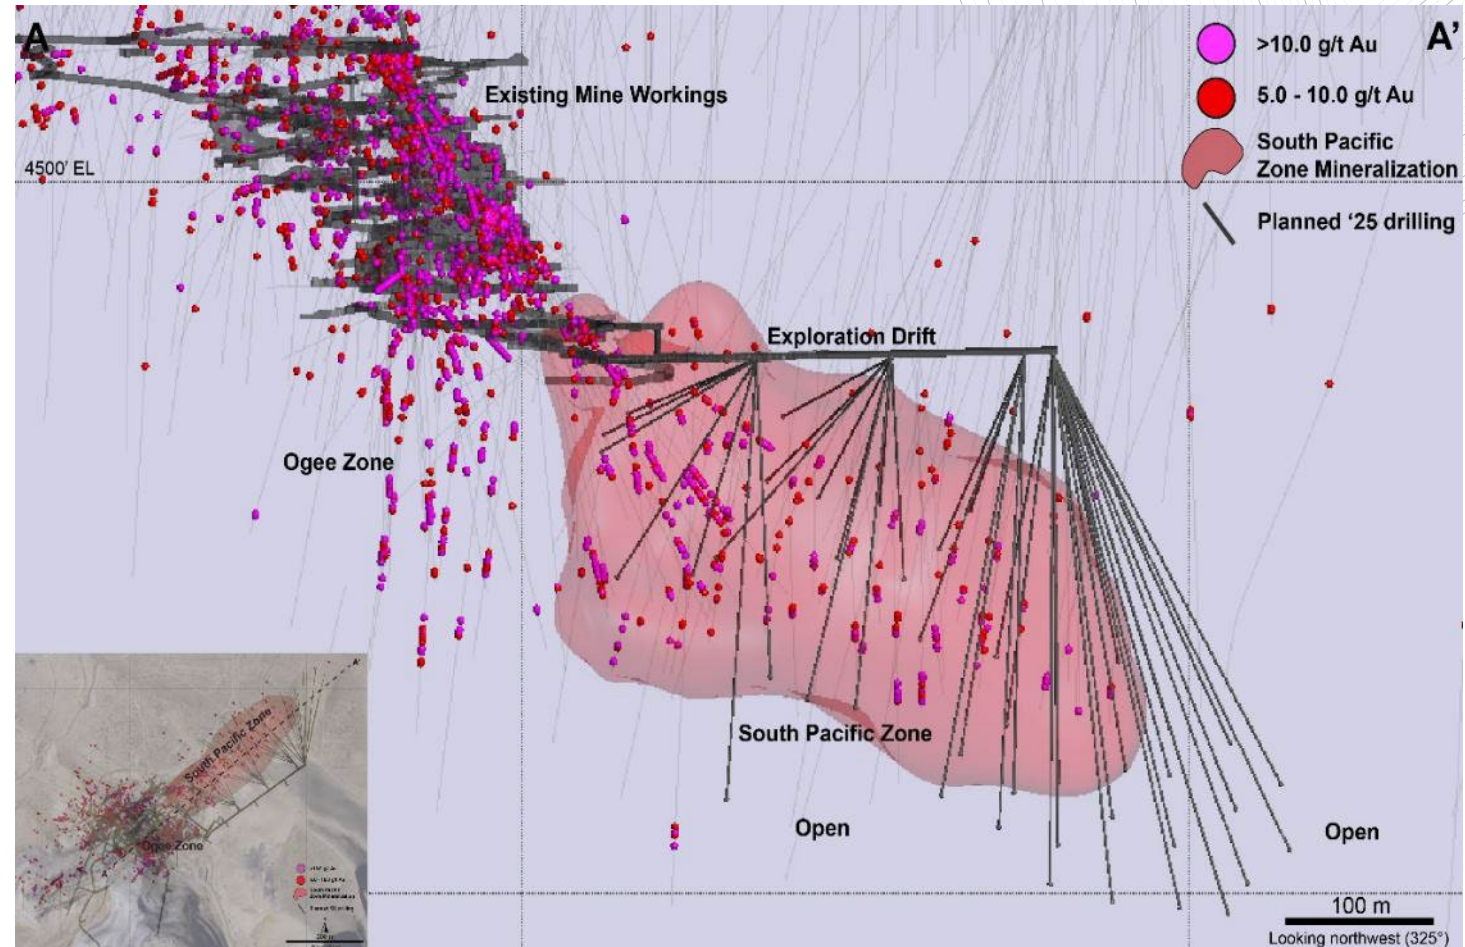 A
A'
>10.0 g/t Au
5.0 - 10.0 g/t Au
South Pacific
Zone Mineralization
Planned ‘25 drilling
Existing Mine Workings
4500' EL
Exploration Drift
Ogee Zone
South Pacific Zone
Open
Open
100 m
Looking northwest (325°)
A'
South Pacific Zone
Ogee Zone
A